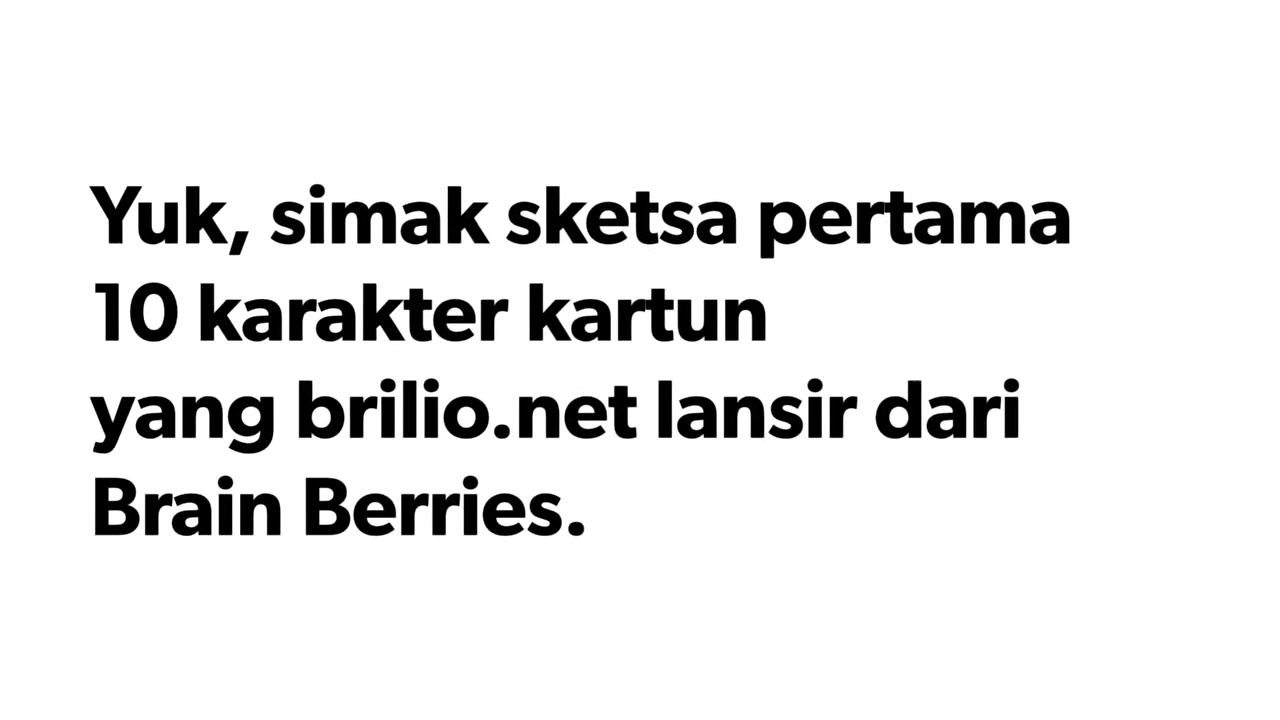 Yuk, simak sketsa pertama
10 karakter kartun
yang brilio.net lansir dari
Brain Berries.